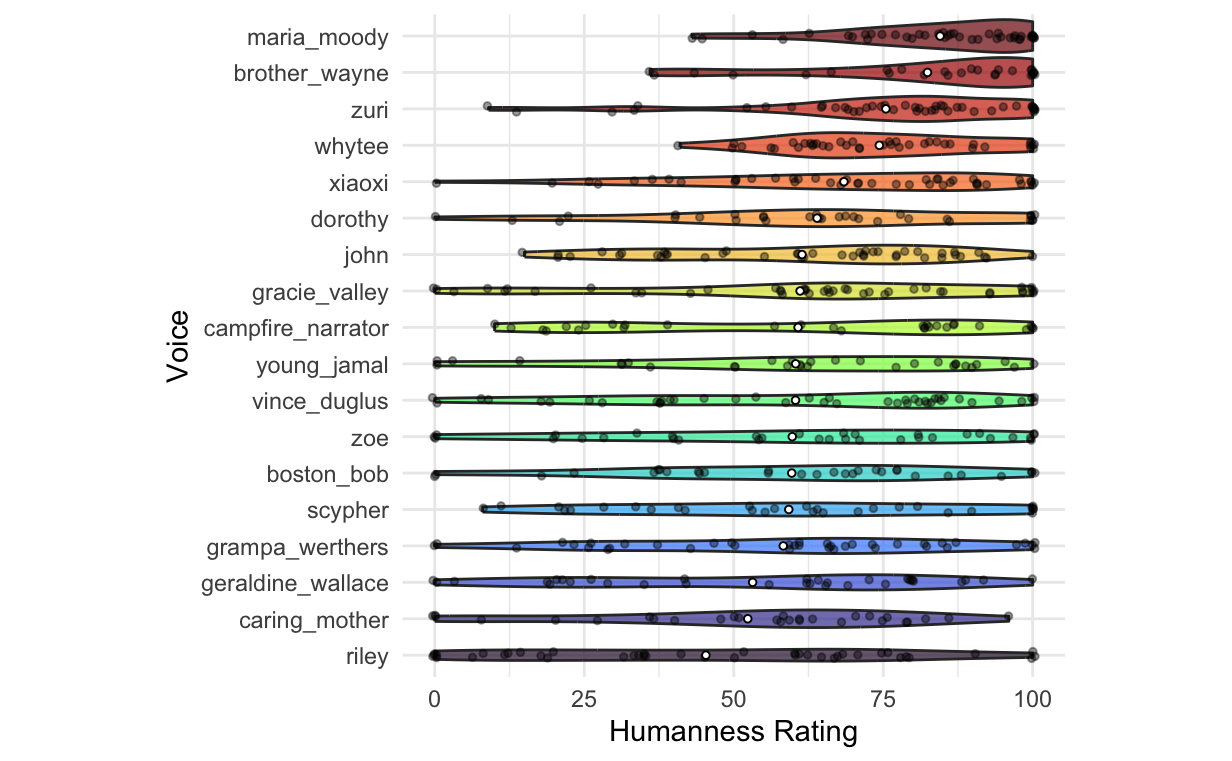 maria_moody
brother_wayne
zuri
whytee
xiaoxi
dorothy
john
gracie_valley
campfire_narrator
young_jamal
vince_duglus
zoe
boston_bob
scypher
grampa_werthers
geraldine_wallace
caring_mother
riley
Voice
0 25 50 75 100
Humanness Rating